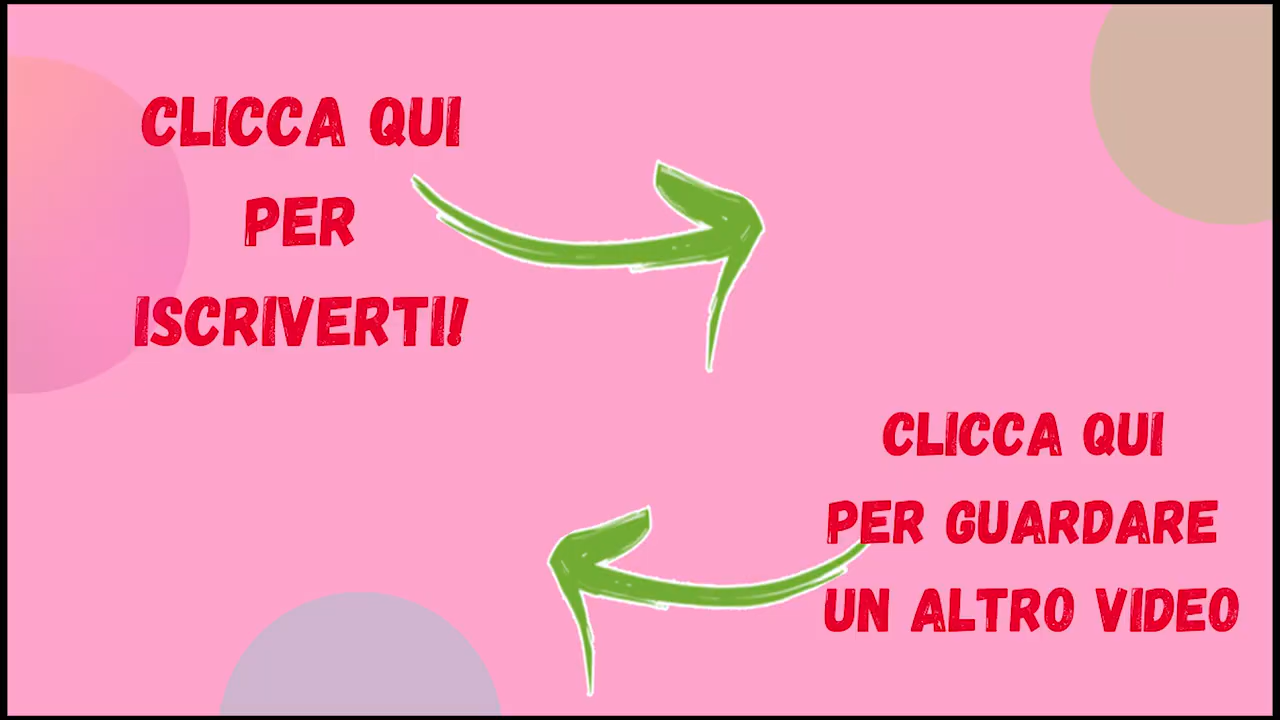 CLICCA QUI
PER
ISCRIVERTI!
CLICCA QUI
PER GUARDARE
UN ALTRO VIDEO